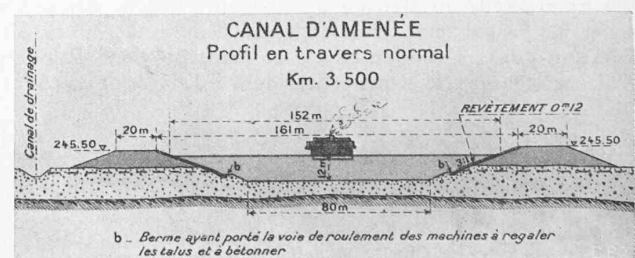 CANAL D'AMENÉE
Profil en travers normal
Km. 3.500
Canal de drainage
152 m
REVÊTEMENT 0m12
20 m
161 m
20 m
245.50
245.50
b
12 m
b
3:1
80 m
b _ Berme ayant porté la voie de roulement des machines à regaler
les talus et à bétonner